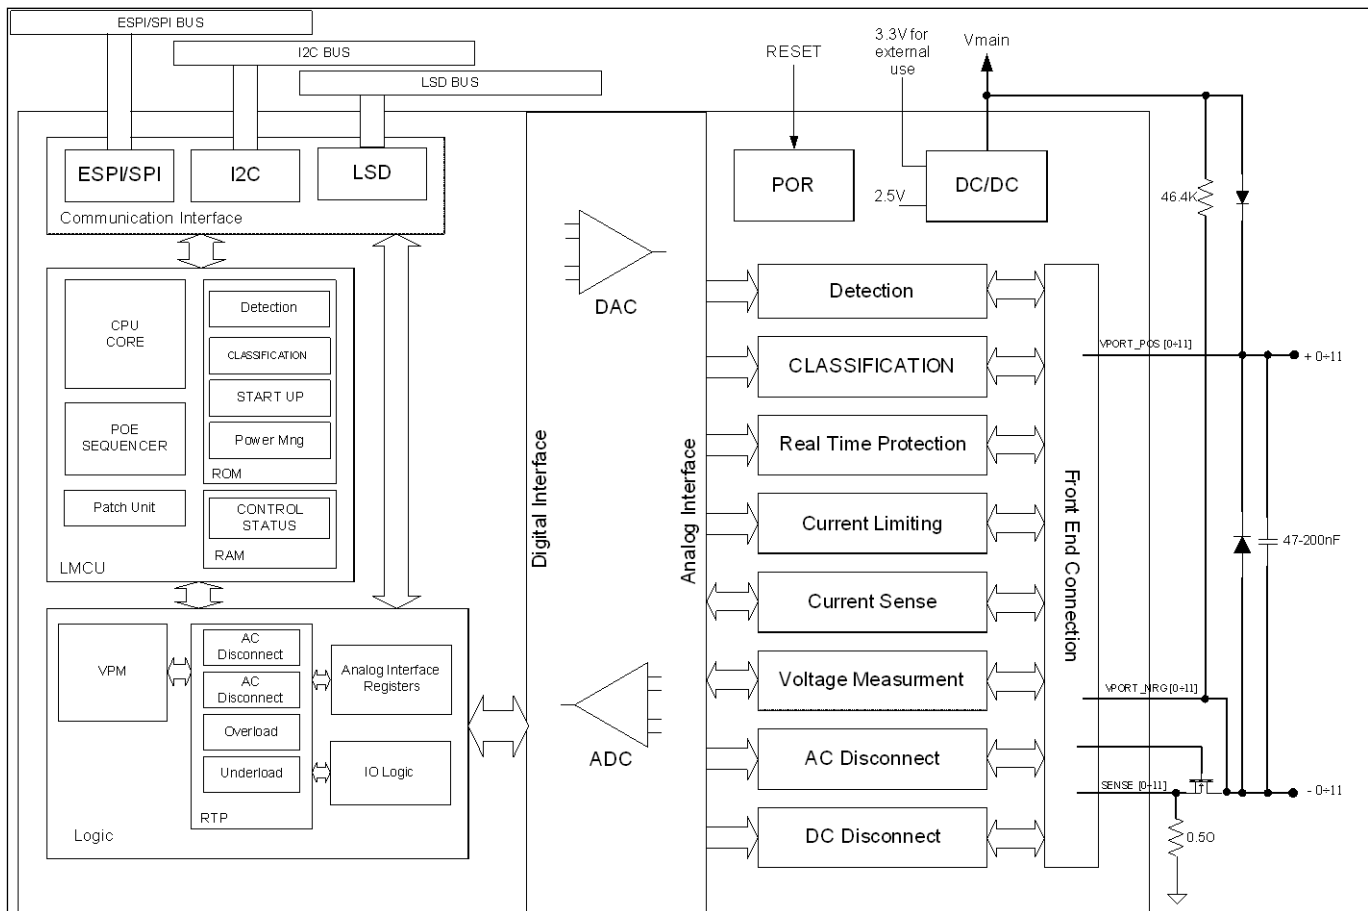 ESPI/SPI BUS
I2C BUS
LSD BUS
ESPI/SPI
I2C
LSD
Communication Interface
CPU
CORE
POE
SEQUENCER
Patch Unit
LMCU
Detection
CLASSIFICATION
START UP
Power Mng
ROM
CONTROL
STATUS
RAM
VPM
AC
Disconnect
AC
Disconnect
Overload
Underload
RTP
Analog Interface
Registers
IO Logic
Logic
Digital Interface
DAC
ADC
Analog Interface
RESET
POR
3.3V for
external
use
Vmain
2.5V
DC/DC
Detection
CLASSIFICATION
Real Time Protection
Current Limiting
Current Sense
Voltage Measurment
AC Disconnect
DC Disconnect
Front End Connection
46.4K
VPORT_POS [0÷11]
+ 0÷11
47-200nF
VPORT_NRG [0÷11]
SENSE [0÷11]
- 0÷11
0.5O